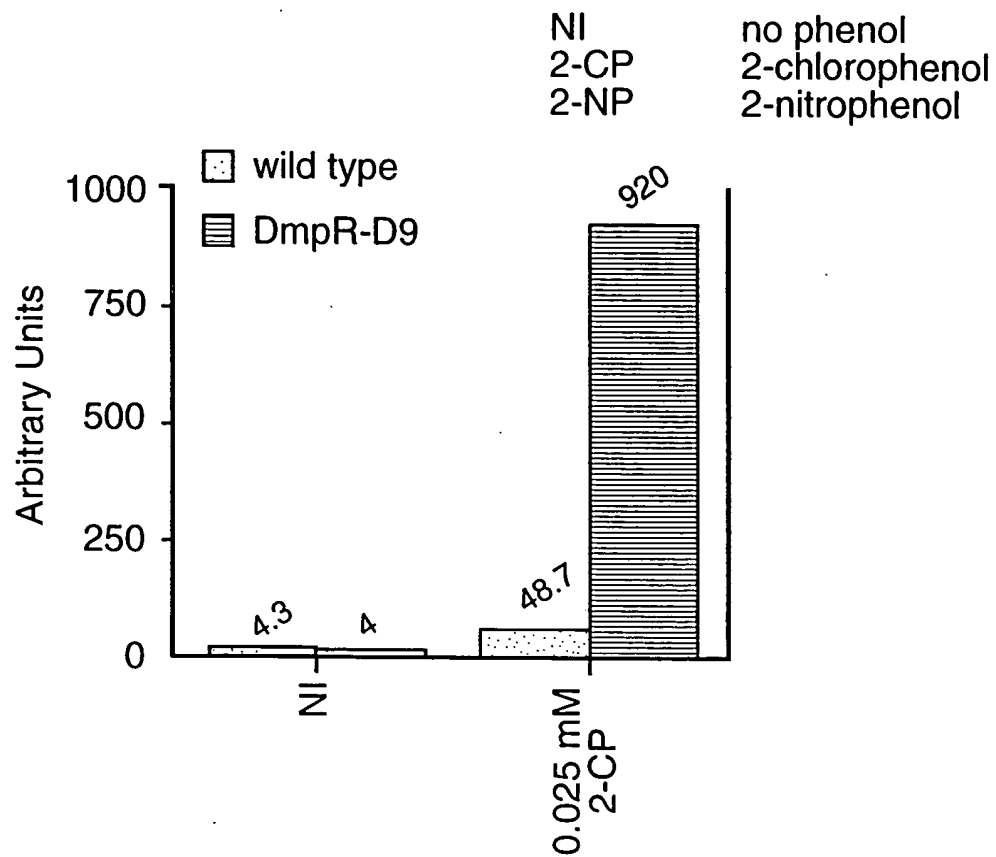 NI no phenol
2-CP 2-chlorophenol
2-NP 2-nitrophenol
wild type
DmpR-D9
Arbitrary Units
1000
750
500
250
0
4.3
4
48.7
920
NI
0.025 mM
2-CP